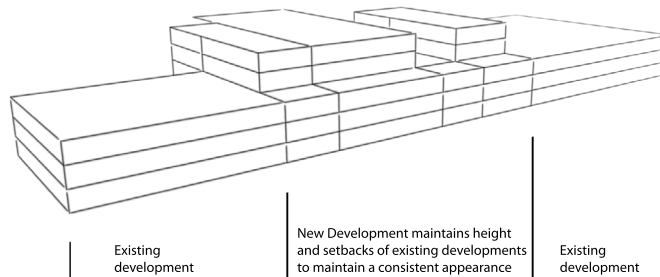 Existing
development
New Development maintains height
and setbacks of existing developments
to maintain a consistent appearance
Existing
development